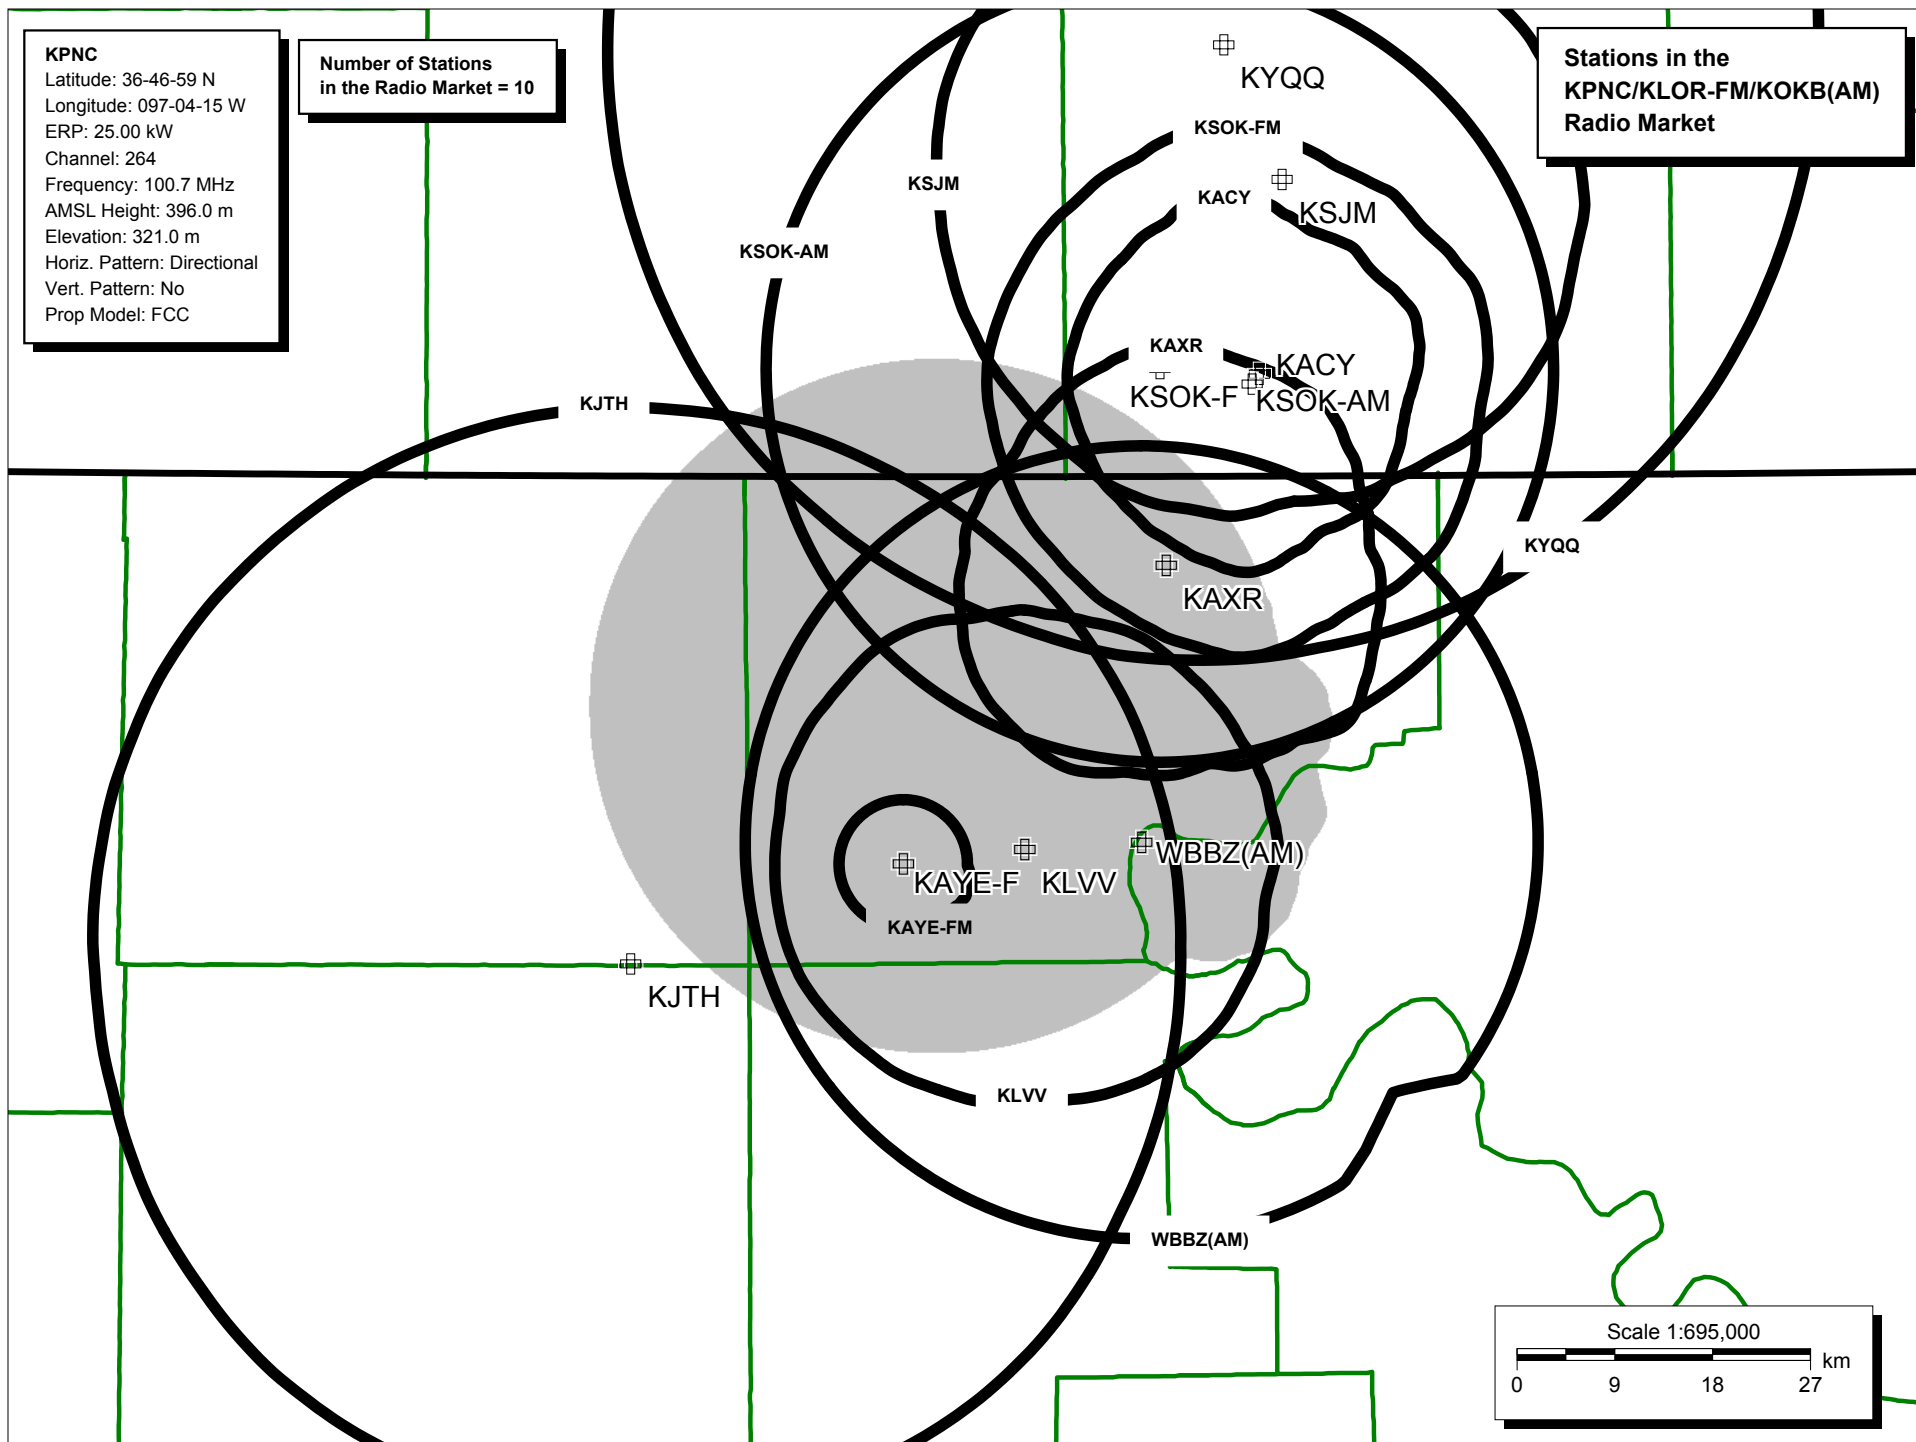 KPNC
Latitude: 36-46-59 N
Longitude: 097-04-15 W
ERP: 25.00 kW
Channel: 264
Frequency: 100.7 MHz
AMSL Height: 396.0 m
Elevation: 321.0 m
Horiz. Pattern: Directional
Vert. Pattern: No
Prop Model: FCC
Number of Stations
in the Radio Market = 10
Stations in the
KPNC/KLOR-FM/KOKB(AM)
Radio Market
KYQQ
KSOK-FM
KSJM
KACY
KSJM
KSOK-AM
KAXR
KACY
KSOK-F
KSOK-AM
KJTH
KYQQ
KAXR
WBBZ(AM)
KAYE-F
KLVV
KAYE-FM
KJTH
KLVV
WBBZ(AM)
Scale 1:695,000
km
0 9 18 27